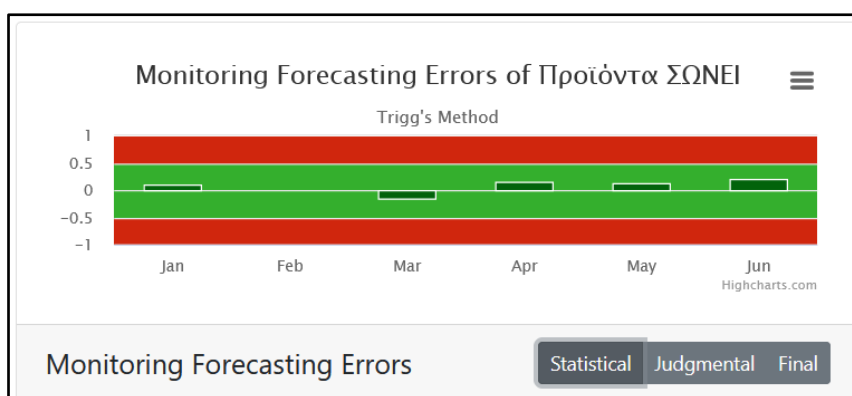 Monitoring Forecasting Errors of Προϊόντα ΣΩΝΕΙ
Trigg's Method
1
0.5
0
−0.5
−1
Jan Feb Mar Apr May Jun
Highcharts.com
Monitoring Forecasting Errors Statistical Judgmental Final